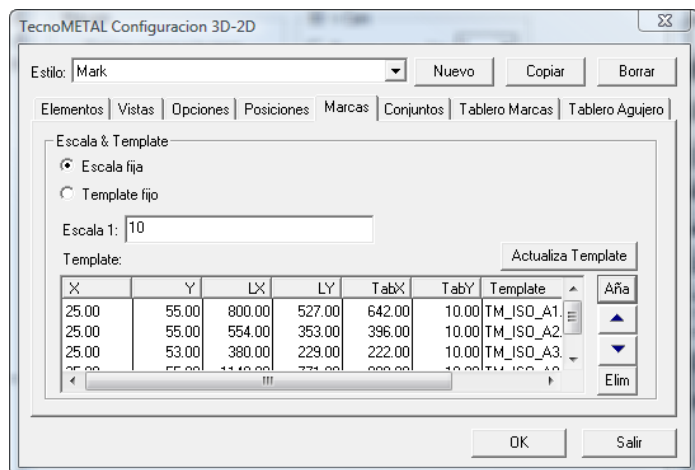 TecnoMETAL Configuracion 3D-2D
Estilo: Mark Nuevo Copiar Borrar
Elementos Vistas Opciones Posiciones Marcas Conjuntos Tablero Marcas Tablero Agujero
Escala & Template
Escala fija
Template fijo
Escala 1: 10
Template: Actualiza Template
X Y LX LY TabX TabY Template Aña
25.00 55.00 800.00 527.00 642.00 10.00 TM_ISO_A1.
25.00 55.00 554.00 353.00 396.00 10.00 TM_ISO_A2.
25.00 53.00 380.00 229.00 222.00 10.00 TM_ISO_A3.
Elim
OK Salir